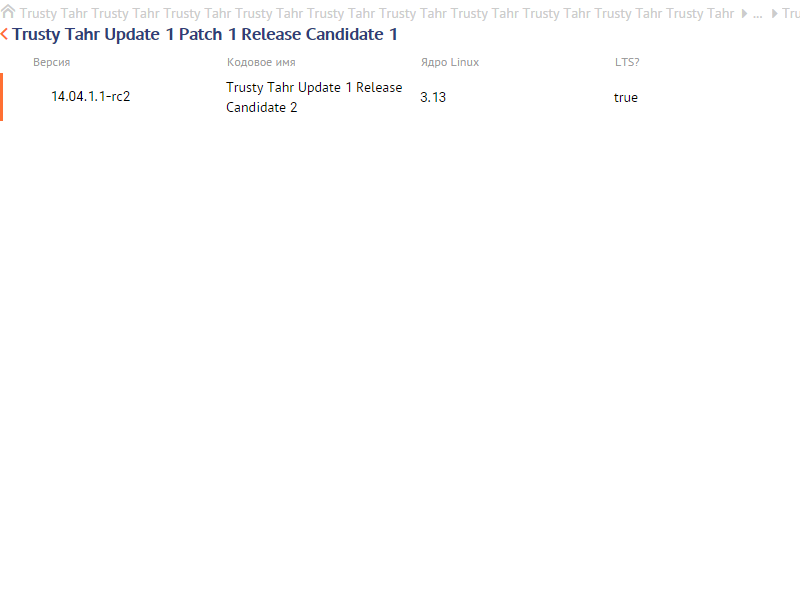 Trusty Tahr Trusty Tahr Trusty Tahr Trusty Tahr Trusty Tahr Trusty Tahr Trusty Tahr Trusty Tahr Trusty Tahr Trusty Tahr ... Tru
Trusty Tahr Update 1 Patch 1 Release Candidate 1
Версия Кодовое имя Ядро Linux LTS?
14.04.1.1-rc2 Trusty Tahr Update 1 Release 3.13 true
Candidate 2